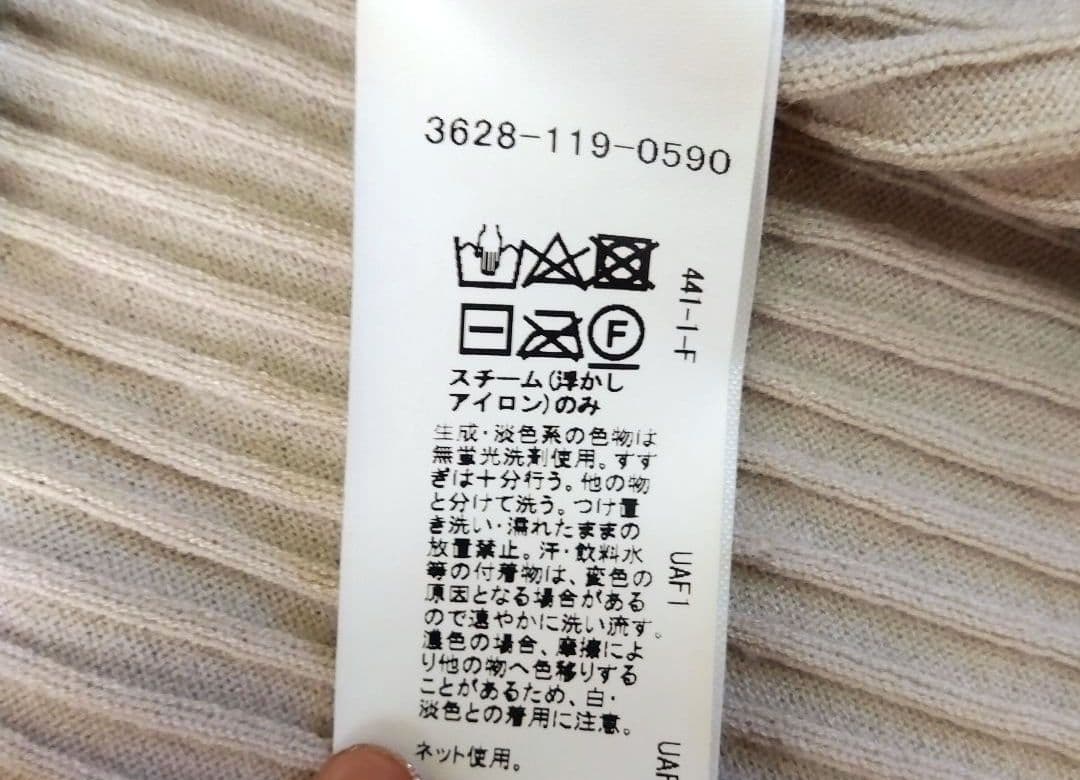 3628-119-0590
441-1-F
F
スチーム(浮かし
アイロン)のみ
生成・淡色系の色物は
無蛍光洗剤使用。すす
ぎは十分行う。他の物
と分けて洗う。つけ置
き洗い・濡れたままの
放置禁止。汗・飲料水
等の付着物は、変色の
原因となる場合がある
ので速やかに洗い流す。
濃色の場合、摩擦によ
り他の物へ色移りする
ことがあるため、白・
淡色との着用に注意。
ネット使用。
UAF1
UAF